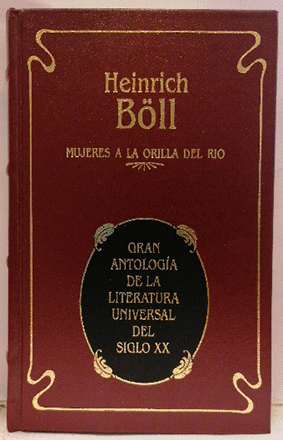 Heinrich
Böll
MUJERES A LA ORILLA DEL RIO
GRAN
ANTOLOGÍA
DE LA
LITERATURA
UNIVERSAL
DEL
SIGLO XX